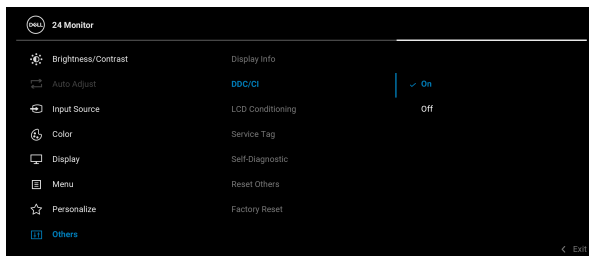 DELL 24 Monitor
Brightness/Contrast Display Info
Auto Adjust DDC/CI On
Input Source LCD Conditioning Off
Color Service Tag
Display Self-Diagnostic
Menu Reset Others
Personalize Factory Reset
Others
Exit